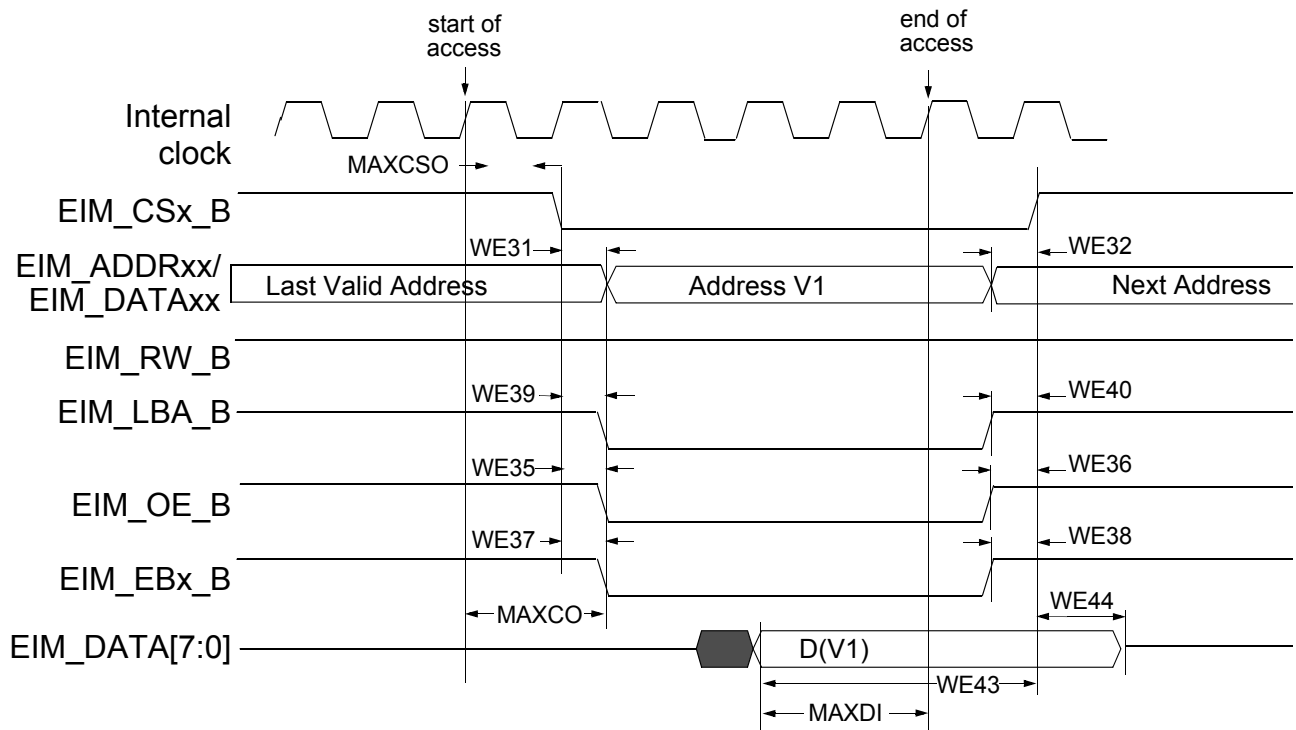 start of
access
end of
access
Internal
clock
MAXCSO
EIM_CSx_B
WE31
WE32
EIM_ADDRxx/
EIM_DATAxx
Last Valid Address
Address V1
Next Address
EIM_RW_B
WE39
WE40
EIM_LBA_B
WE35
WE36
EIM_OE_B
WE37
WE38
EIM_EBx_B
MAXCO
WE44
EIM_DATA[7:0]
D(V1)
WE43
MAXDI